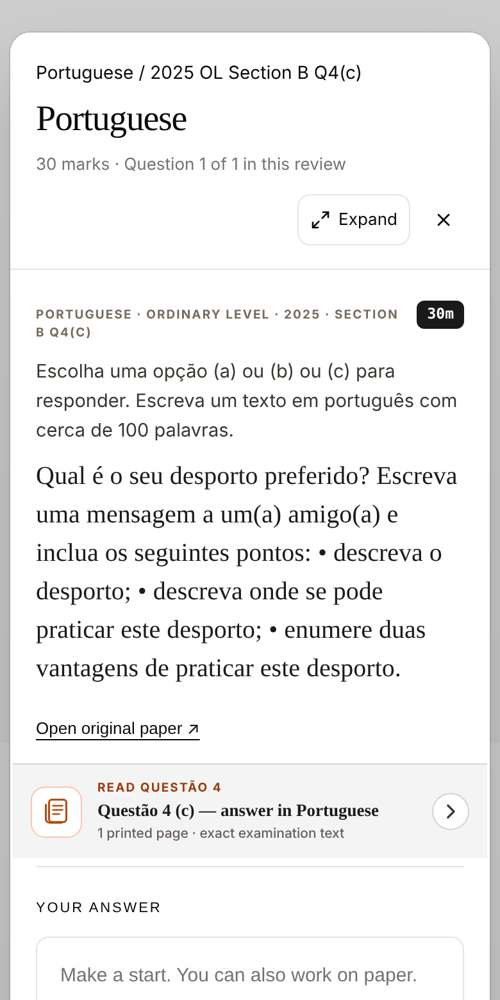 Portuguese / 2025 OL Section B Q4(c)
Portuguese
30 marks · Question 1 of 1 in this review
Expand
PORTUGUESE · ORDINARY LEVEL · 2025 · SECTION
B Q4(C)
30m
Escolha uma opção (a) ou (b) ou (c) para
responder. Escreva um texto em português com
cerca de 100 palavras.
Qual é o seu desporto preferido? Escreva
uma mensagem a um(a) amigo(a) e
inclua os seguintes pontos: • descreva o
desporto; • descreva onde se pode
praticar este desporto; • enumere duas
vantagens de praticar este desporto.
Open original paper ↗
READ QUESTÃO 4
Questão 4 (c) — answer in Portuguese
1 printed page · exact examination text
YOUR ANSWER
Make a start. You can also work on paper.